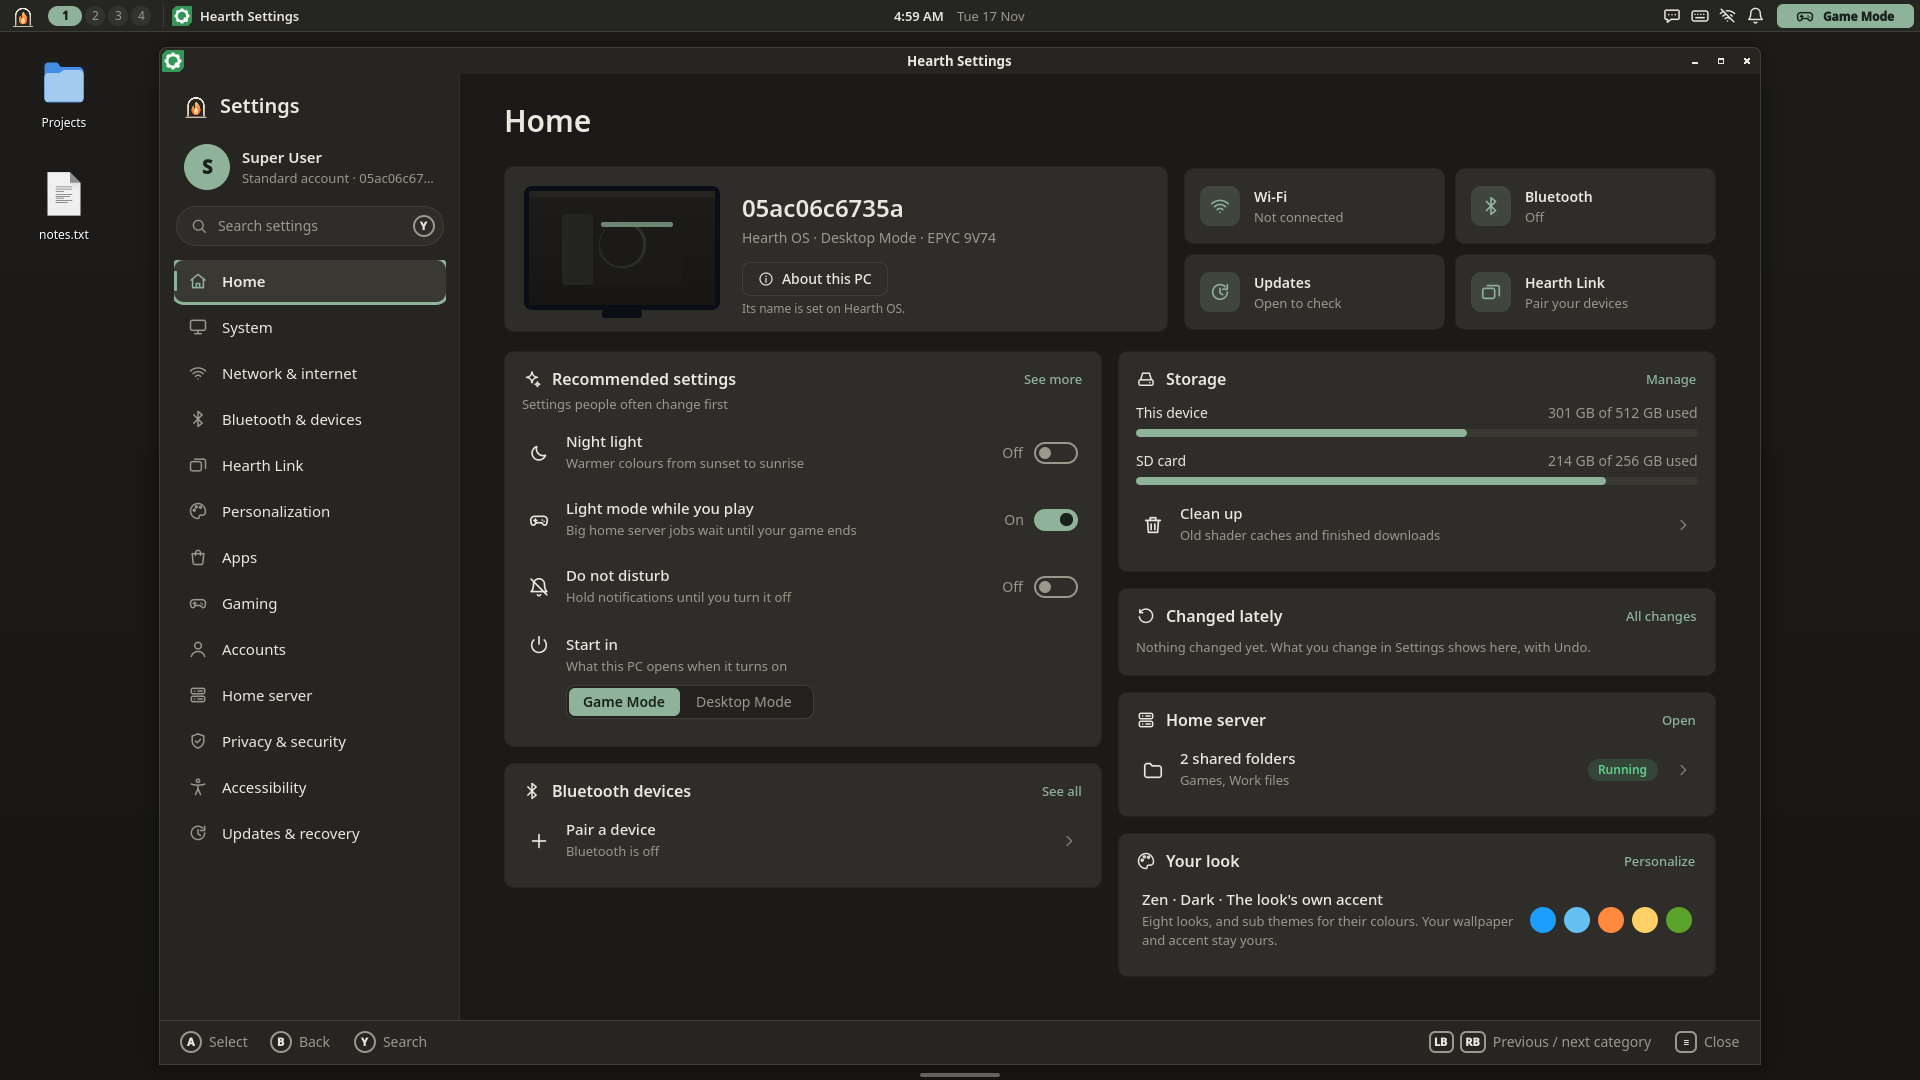 1 2 3 4 Hearth Settings 4:59 AM Tue 17 Nov Game Mode
Projects
notes.txt
Hearth Settings
Settings
S
Super User
Standard account · 05ac06c67...
Search settings Y
Home
System
Network & internet
Bluetooth & devices
Hearth Link
Personalization
Apps
Gaming
Accounts
Home server
Privacy & security
Accessibility
Updates & recovery
Home
05ac06c6735a
Hearth OS · Desktop Mode · EPYC 9V74
About this PC
Its name is set on Hearth OS.
Wi-Fi
Not connected
Bluetooth
Off
Updates
Open to check
Hearth Link
Pair your devices
Recommended settings See more
Settings people often change first
Night light
Warmer colours from sunset to sunrise
Off
Light mode while you play
Big home server jobs wait until your game ends
On
Do not disturb
Hold notifications until you turn it off
Off
Start in
What this PC opens when it turns on
Game Mode Desktop Mode
Bluetooth devices See all
Pair a device
Bluetooth is off
Storage Manage
This device 301 GB of 512 GB used
SD card 214 GB of 256 GB used
Clean up
Old shader caches and finished downloads
Changed lately All changes
Nothing changed yet. What you change in Settings shows here, with Undo.
Home server Open
2 shared folders
Games, Work files
Running
Your look Personalize
Zen · Dark · The look's own accent
Eight looks, and sub themes for their colours. Your wallpaper
and accent stay yours.
A Select B Back Y Search LB RB Previous / next category Close